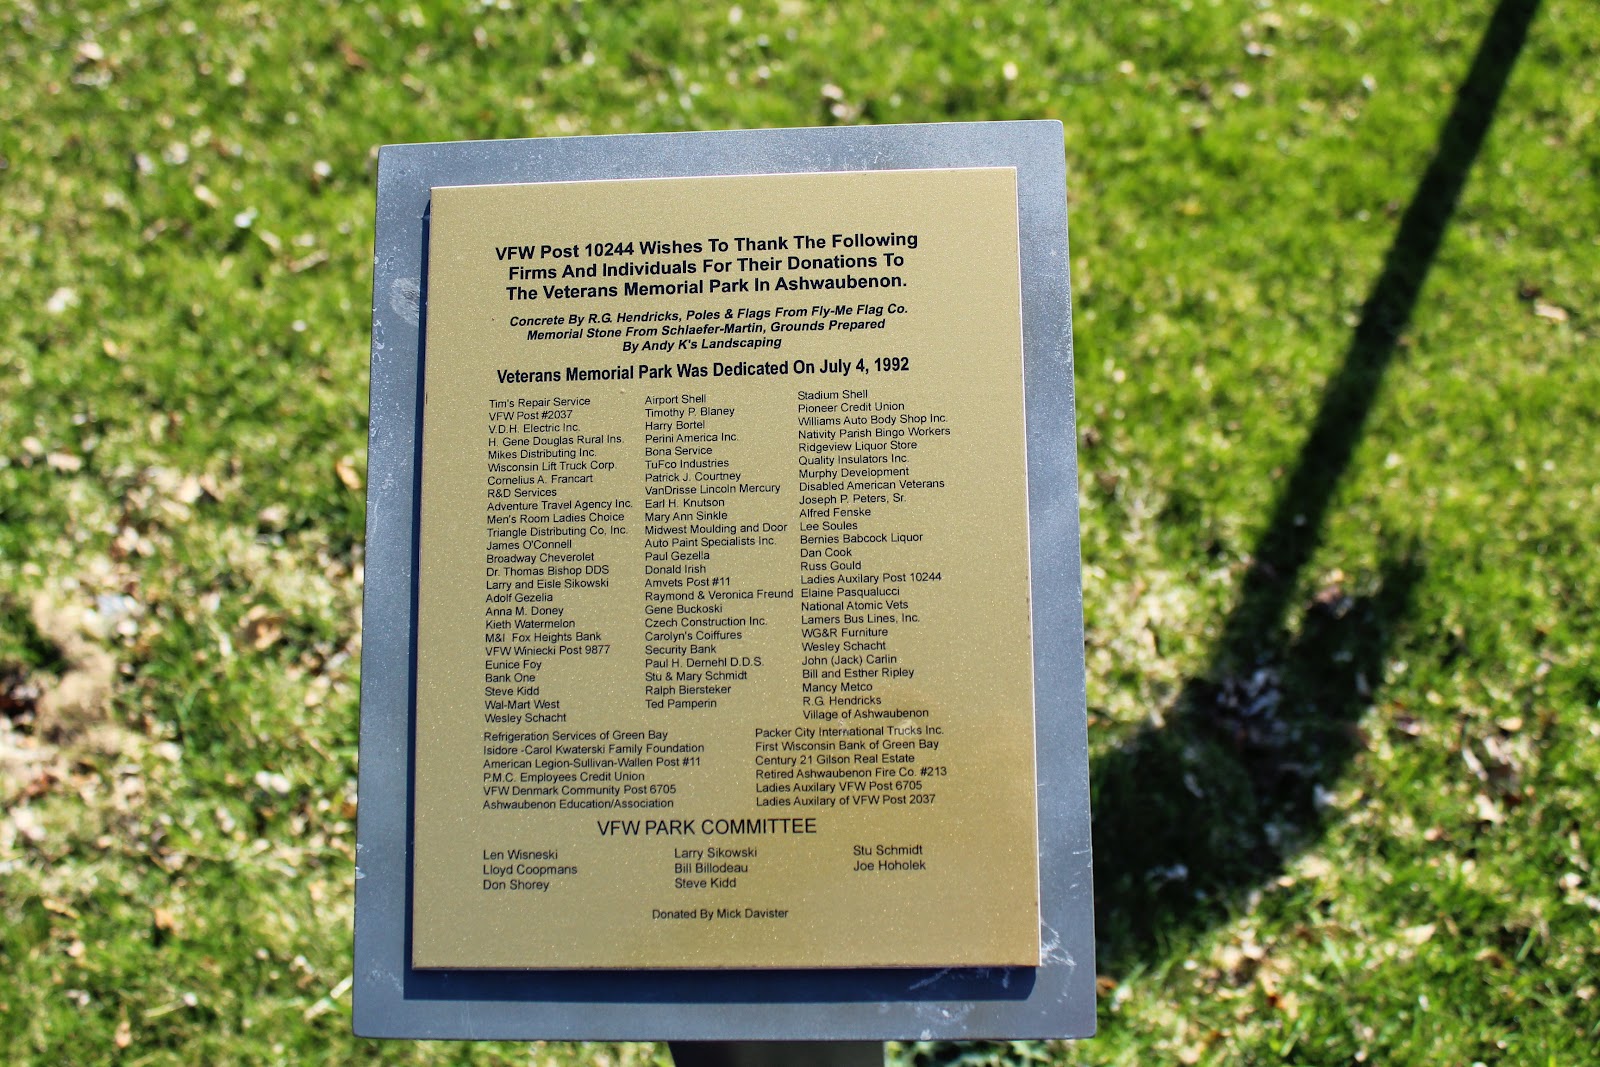 VFW Post 10244 Wishes To Thank The Following
Firms And Individuals For Their Donations To
The Veterans Memorial Park In Ashwaubenon.
Concrete By R.G. Hendricks, Poles & Flags From Fly-Me Flag Co.
Memorial Stone From Schlaefer-Martin, Grounds Prepared
By Andy K's Landscaping
Veterans Memorial Park Was Dedicated On July 4, 1992
Tim's Repair Service
VFW Post #2037
V.D.H. Electric Inc.
H. Gene Douglas Rural Ins.
Mikes Distributing Inc.
Wisconsin Lift Truck Corp.
Cornelius A. Francart
R&D Services
Adventure Travel Agency Inc.
Men's Room Ladies Choice
Triangle Distributing Co, Inc.
James O'Connell
Broadway Cheverolet
Dr. Thomas Bishop DDS
Larry and Eisle Sikowski
Adolf Gezelia
Anna M. Doney
Kieth Watermelon
M&I Fox Heights Bank
VFW Winiecki Post 9877
Eunice Foy
Bank One
Steve Kidd
Wal-Mart West
Wesley Schacht
Airport Shell
Timothy P. Blaney
Harry Bortel
Perini America Inc.
Bona Service
TuFco Industries
Patrick J. Courtney
VanDrisse Lincoln Mercury
Earl H. Knutson
Mary Ann Sinkle
Midwest Moulding and Door
Auto Paint Specialists Inc.
Paul Gezella
Donald Irish
Amvets Post #11
Raymond & Veronica Freund
Gene Buckoski
Czech Construction Inc.
Carolyn's Coiffures
Security Bank
Paul H. Dernehl D.D.S.
Stu & Mary Schmidt
Ralph Biersteker
Ted Pamperin
Stadium Shell
Pioneer Credit Union
Williams Auto Body Shop Inc.
Nativity Parish Bingo Workers
Ridgeview Liquor Store
Quality Insulators Inc.
Murphy Development
Disabled American Veterans
Joseph P. Peters, Sr.
Alfred Fenske
Lee Soules
Bernies Babcock Liquor
Dan Cook
Russ Gould
Ladies Auxilary Post 10244
Elaine Pasqualucci
National Atomic Vets
Lamers Bus Lines, Inc.
WG&R Furniture
Wesley Schacht
John (Jack) Carlin
Bill and Esther Ripley
Mancy Metco
R.G. Hendricks
Village of Ashwaubenon
Refrigeration Services of Green Bay
Isidore -Carol Kwaterski Family Foundation
American Legion-Sullivan-Wallen Post #11
P.M.C. Employees Credit Union
VFW Denmark Community Post 6705
Ashwaubenon Education/Association
Packer City International Trucks Inc.
First Wisconsin Bank of Green Bay
Century 21 Gilson Real Estate
Retired Ashwaubenon Fire Co. #213
Ladies Auxilary VFW Post 6705
Ladies Auxilary of VFW Post 2037
VFW PARK COMMITTEE
Len Wisneski
Lloyd Coopmans
Don Shorey
Larry Sikowski
Bill Billodeau
Steve Kidd
Stu Schmidt
Joe Hoholek
Donated By Mick Davister